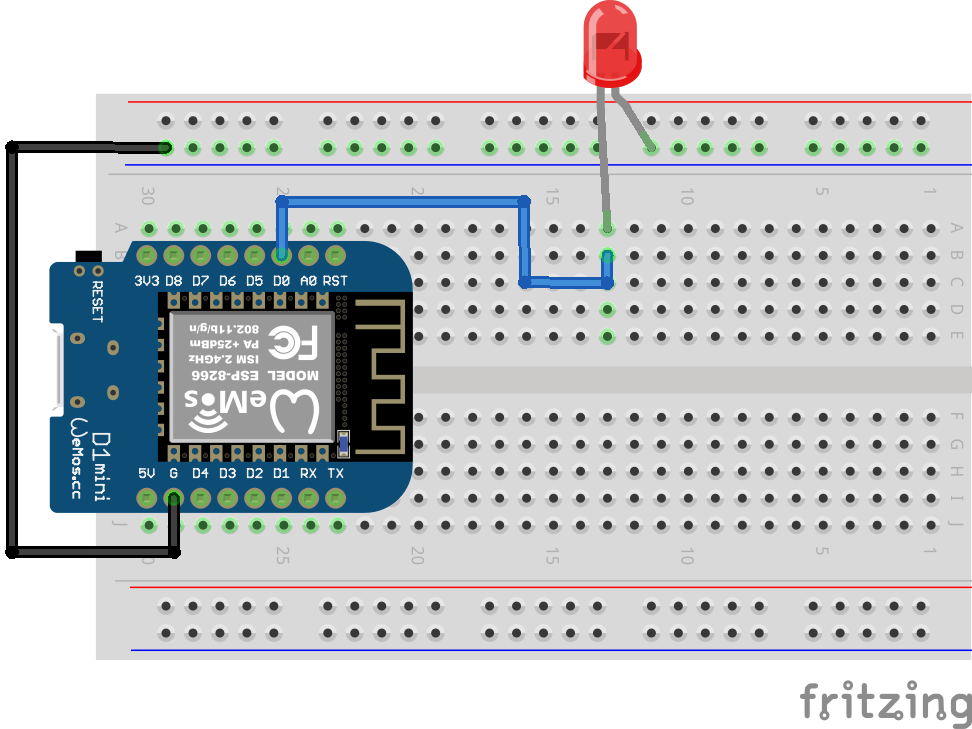 30 25 20 15 10 5 1
A A
B B
3V3 D8 D7 D6 D5 D0 A0 RST
C
D
E
RESET
802.11b/g/n
PA +25dBm
ISM 2.4GHz
MODEL ESP-8266
FC
WeMos
D1 mini
WeMos.cc
5V G D4 D3 D2 D1 RX TX
F
G
H
I
J J
30 25 20 15 10 5 1
fritzing